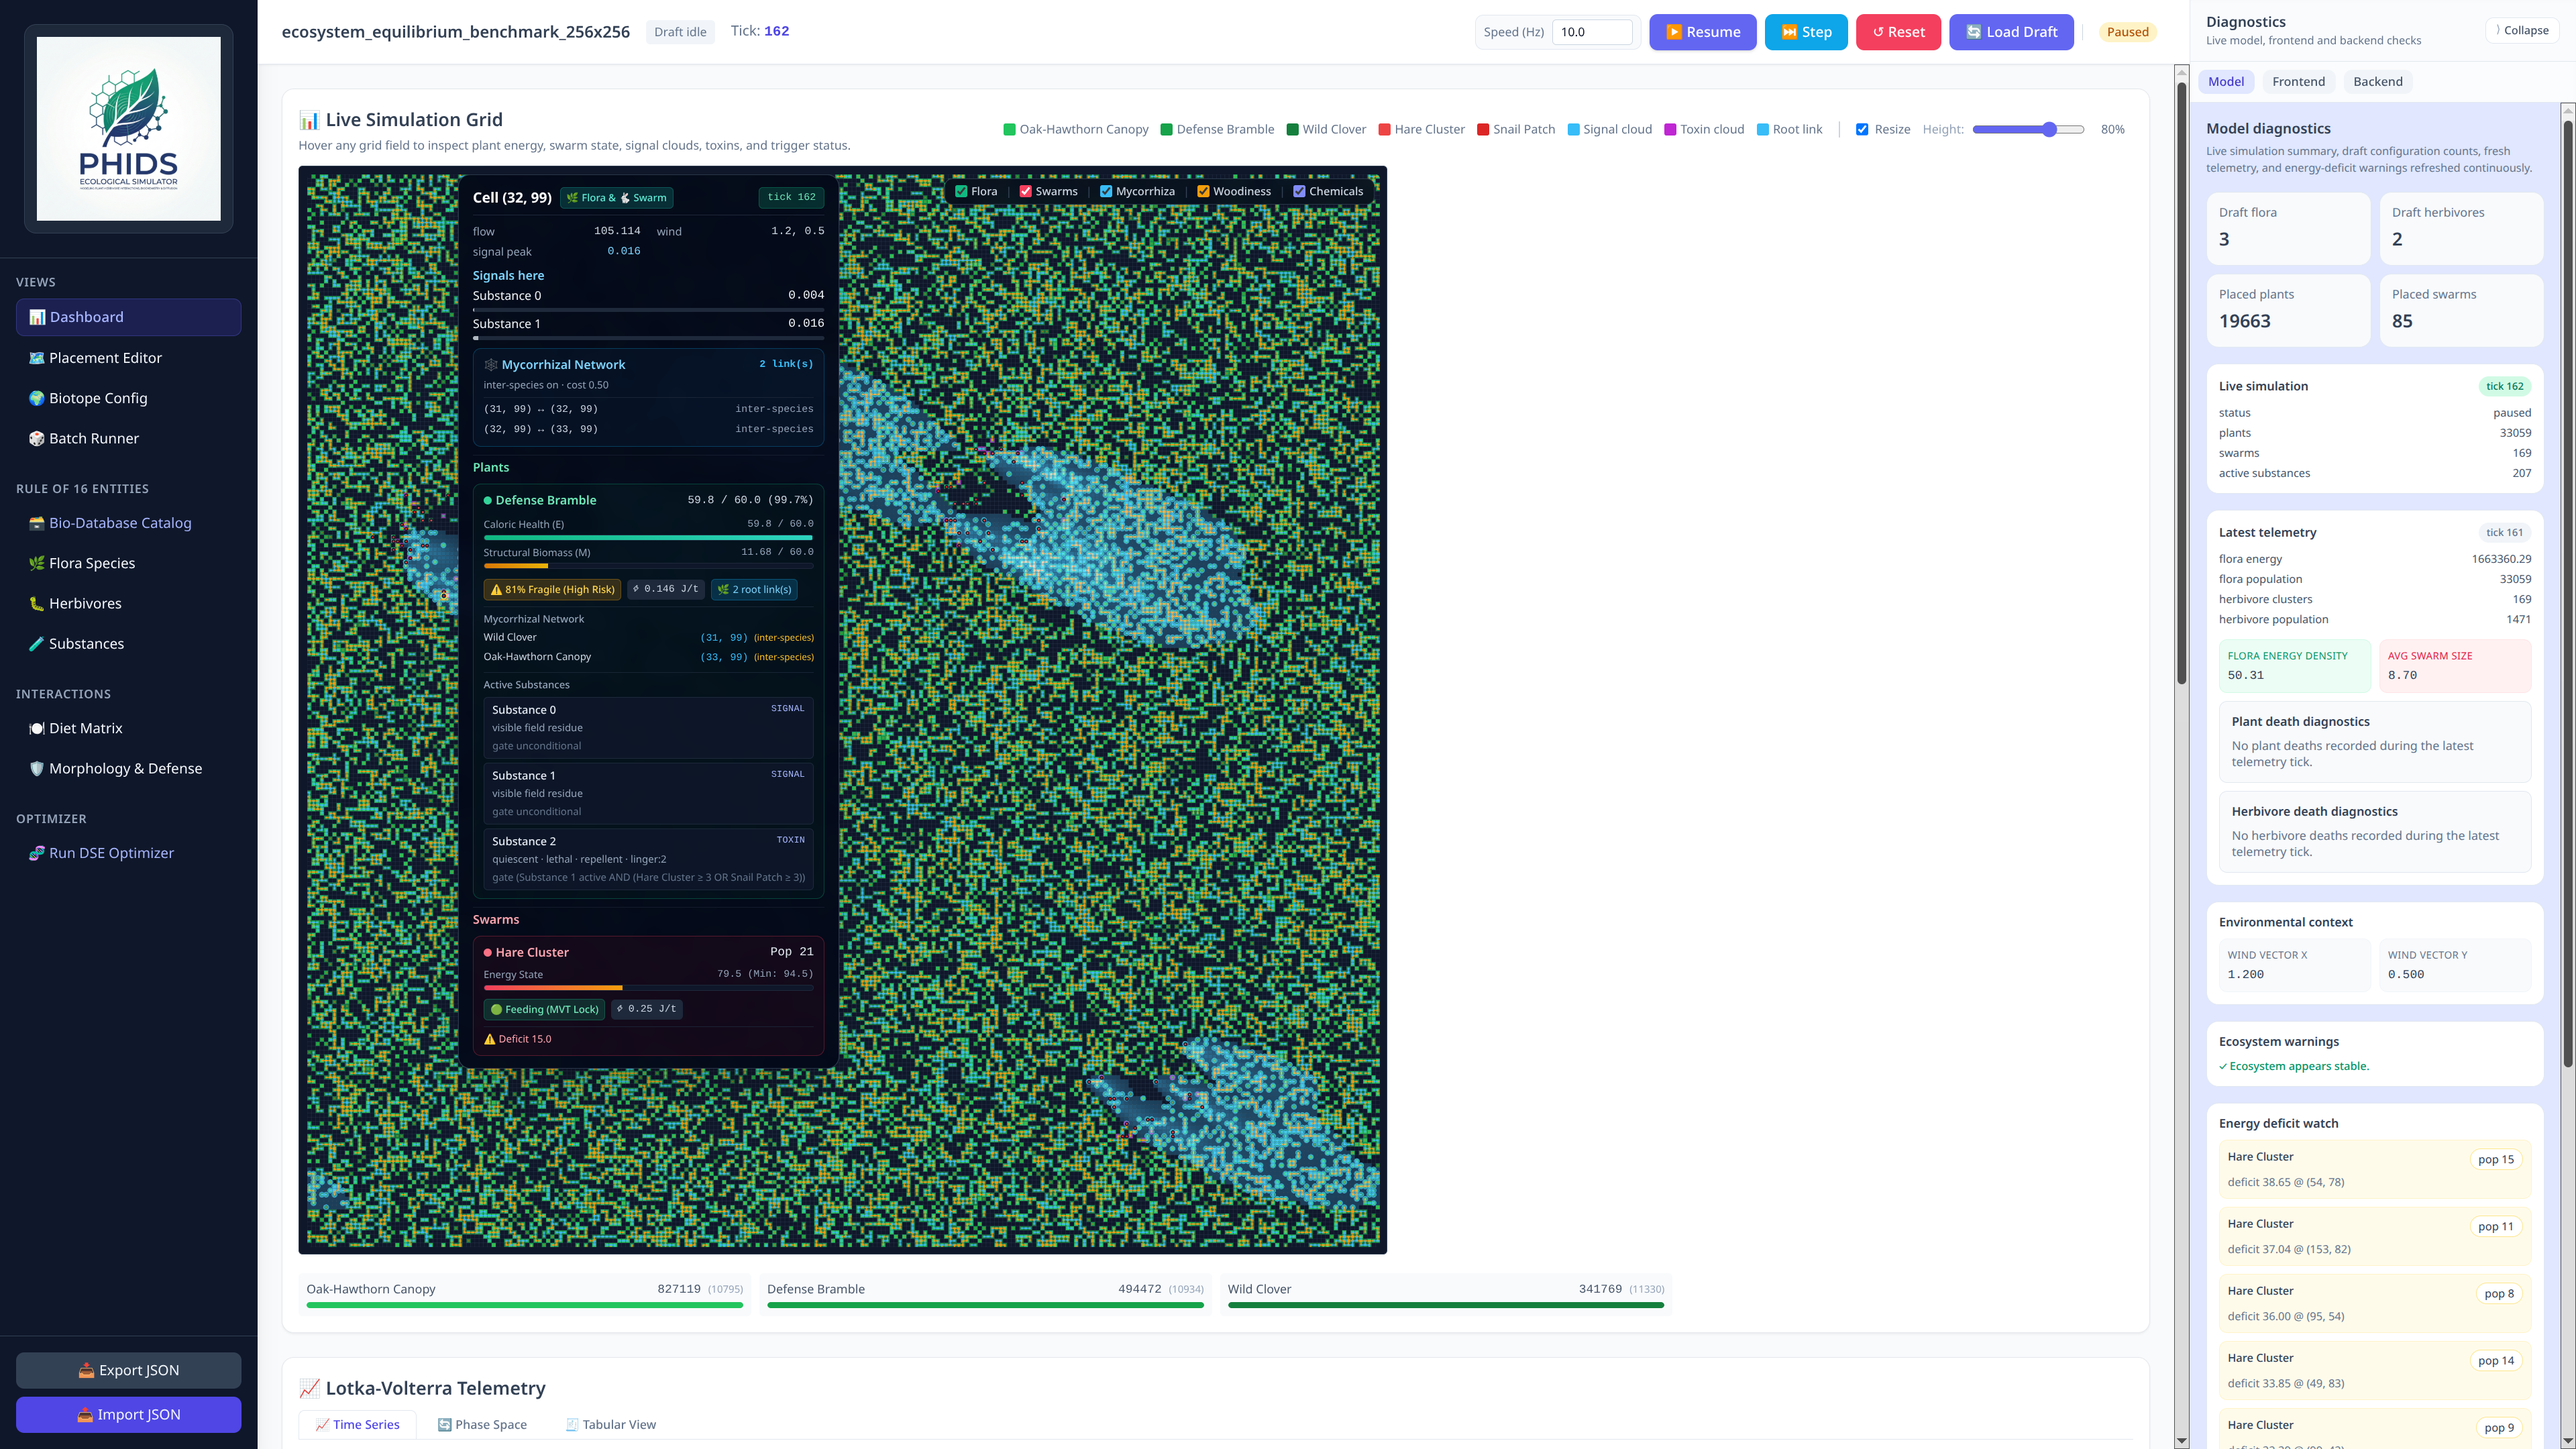 PHIDS
ECOLOGICAL SIMULATOR
VIEWS
Dashboard
Placement Editor
Biotope Config
Batch Runner
RULE OF 16 ENTITIES
Bio-Database Catalog
Flora Species
Herbivores
Substances
INTERACTIONS
Diet Matrix
Morphology & Defense
OPTIMIZER
Run DSE Optimizer
Export JSON
Import JSON
ecosystem_equilibrium_benchmark_256x256
Draft idle
Tick: 162
Speed (Hz) 10.0
Resume
Step
Reset
Load Draft
Paused
Live Simulation Grid
Hover any grid field to inspect plant energy, swarm state, signal clouds, toxins, and trigger status.
Oak-Hawthorn Canopy Defense Bramble Wild Clover Hare Cluster Snail Patch Signal cloud Toxin cloud Root link Resize Height: 80%
Flora | Swarms | Mycorrhiza | Woodiness | Chemicals
Cell (32, 99) Flora & Swarm tick 162
flow 105.114 wind 1.2, 0.5
signal peak 0.016
Signals here
Substance 0 0.004
Substance 1 0.016
Mycorrhizal Network 2 link(s)
inter-species on · cost 0.50
(31, 99) ↔ (32, 99) inter-species
(32, 99) ↔ (33, 99) inter-species
Plants
Defense Bramble 59.8 / 60.0 (99.7%)
Caloric Health (E) 59.8 / 60.0
Structural Biomass (M) 11.68 / 60.0
81% Fragile (High Risk) 0.146 J/t 2 root link(s)
Mycorrhizal Network
Wild Clover (31, 99) (inter-species)
Oak-Hawthorn Canopy (33, 99) (inter-species)
Active Substances
Substance 0 SIGNAL
visible field residue
gate unconditional
Substance 1 SIGNAL
visible field residue
gate unconditional
Substance 2 TOXIN
quiescent · lethal · repellent · linger:2
gate (Substance 1 active AND (Hare Cluster ≥ 3 OR Snail Patch ≥ 3))
Swarms
Hare Cluster Pop 21
Energy State 79.5 (Min: 94.5)
Feeding (MVT Lock) 0.25 J/t
Deficit 15.0
Oak-Hawthorn Canopy 827119 (10795)
Defense Bramble 494472 (10934)
Wild Clover 341769 (11330)
Lotka-Volterra Telemetry
Time Series
Phase Space
Tabular View
Diagnostics
Live model, frontend and backend checks
Collapse
Model Frontend Backend
Model diagnostics
Live simulation summary, draft configuration counts, fresh
telemetry, and energy-deficit warnings refreshed continuously.
Draft flora
3
Draft herbivores
2
Placed plants
19663
Placed swarms
85
Live simulation tick 162
status paused
plants 33059
swarms 169
active substances 207
Latest telemetry tick 161
flora energy 1663360.29
flora population 33059
herbivore clusters 169
herbivore population 1471
FLORA ENERGY DENSITY
50.31
AVG SWARM SIZE
8.70
Plant death diagnostics
No plant deaths recorded during the latest
telemetry tick.
Herbivore death diagnostics
No herbivore deaths recorded during the latest
telemetry tick.
Environmental context
WIND VECTOR X
1.200
WIND VECTOR Y
0.500
Ecosystem warnings
✓ Ecosystem appears stable.
Energy deficit watch
Hare Cluster pop 15
deficit 38.65 @ (54, 78)
Hare Cluster pop 11
deficit 37.04 @ (153, 82)
Hare Cluster pop 8
deficit 36.00 @ (95, 54)
Hare Cluster pop 14
deficit 33.85 @ (49, 83)
Hare Cluster pop 9